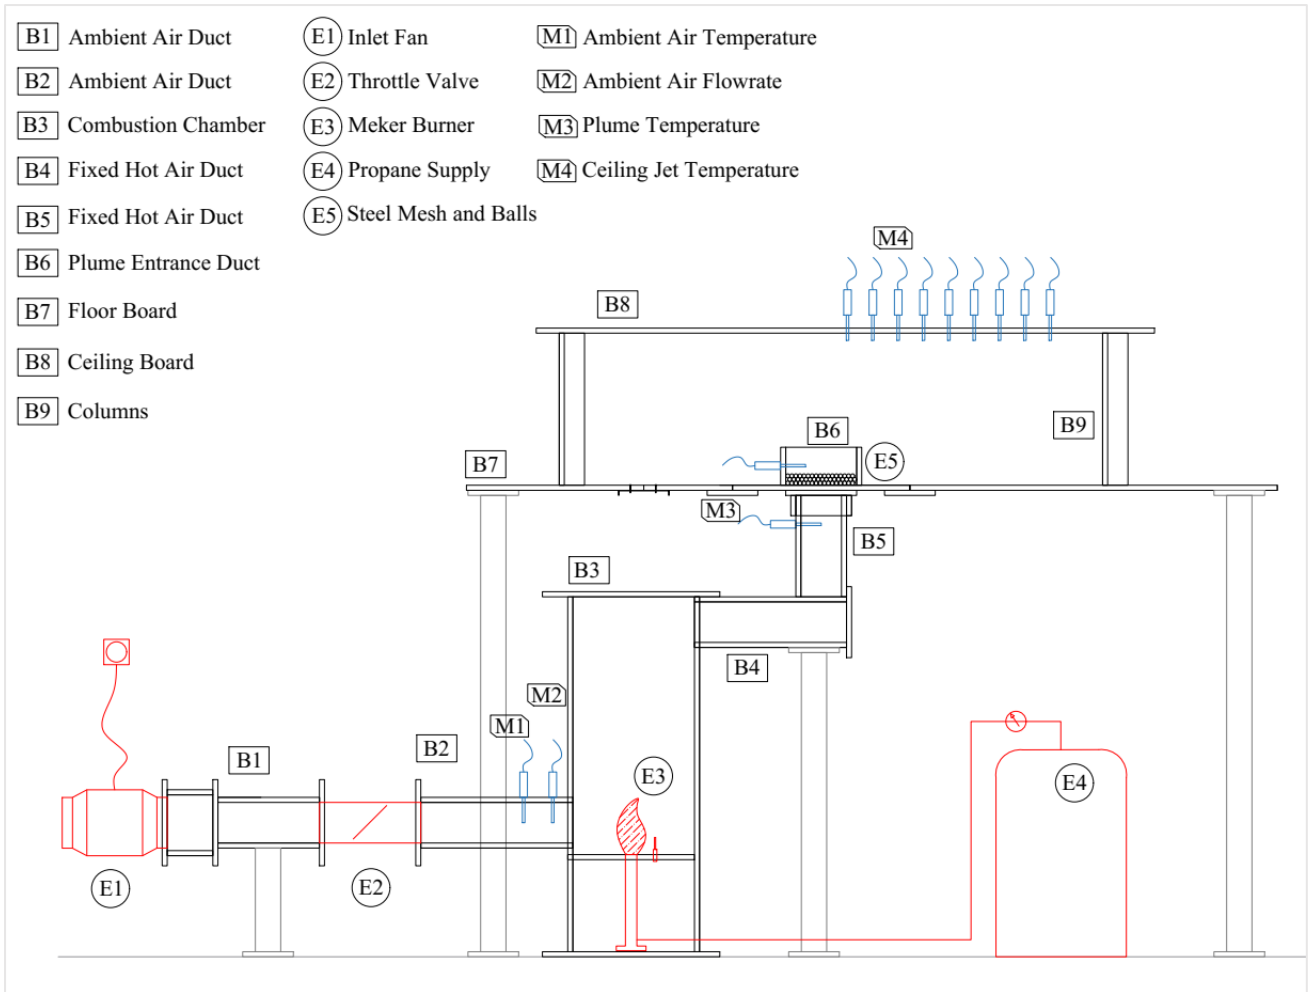 B1 Ambient Air Duct
E1 Inlet Fan
M1 Ambient Air Temperature
B2 Ambient Air Duct
E2 Throttle Valve
M2 Ambient Air Flowrate
B3 Combustion Chamber
E3 Meker Burner
M3 Plume Temperature
B4 Fixed Hot Air Duct
E4 Propane Supply
M4 Ceiling Jet Temperature
B5 Fixed Hot Air Duct
E5 Steel Mesh and Balls
B6 Plume Entrance Duct
B7 Floor Board
B8 Ceiling Board
B9 Columns
M4
B8
B9
B6
E5
B7
M3
B5
B3
B4
M2
M1
B2
B1
E3
E4
E1
E2